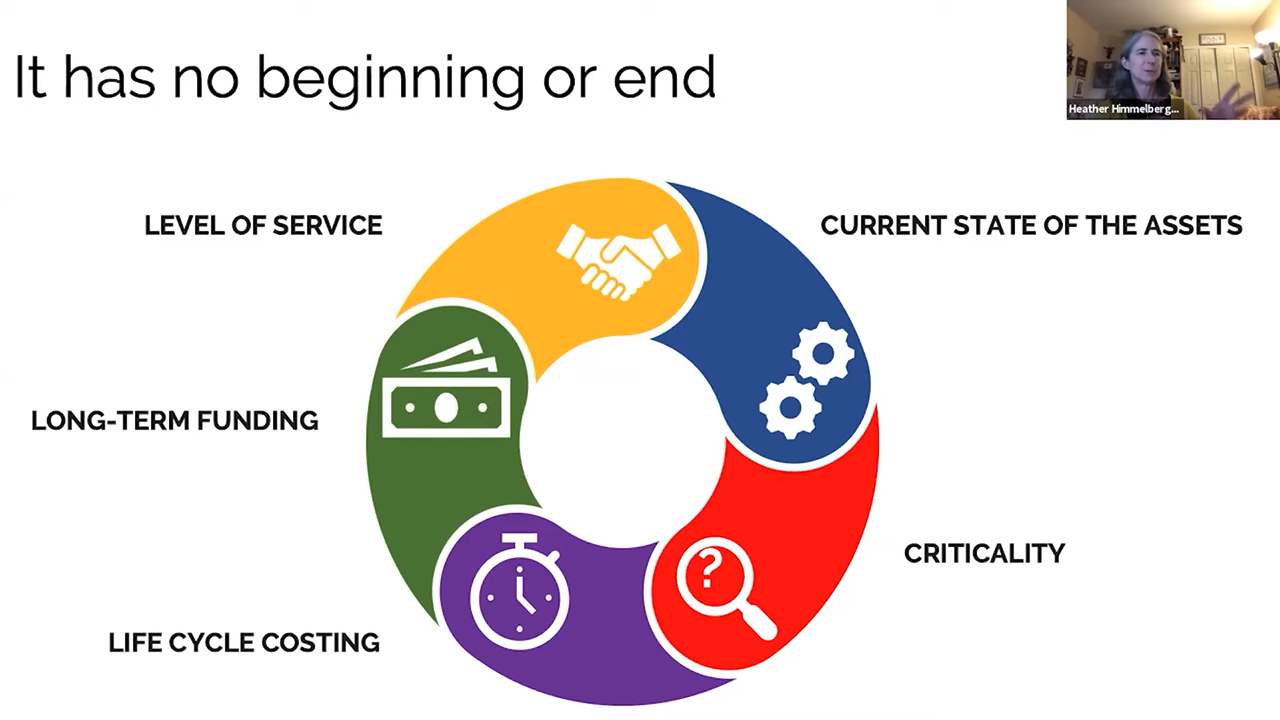 It has no beginning or end
Heather Himmelberg...
LEVEL OF SERVICE
CURRENT STATE OF THE ASSETS
LONG-TERM FUNDING
?
CRITICALITY
LIFE CYCLE COSTING